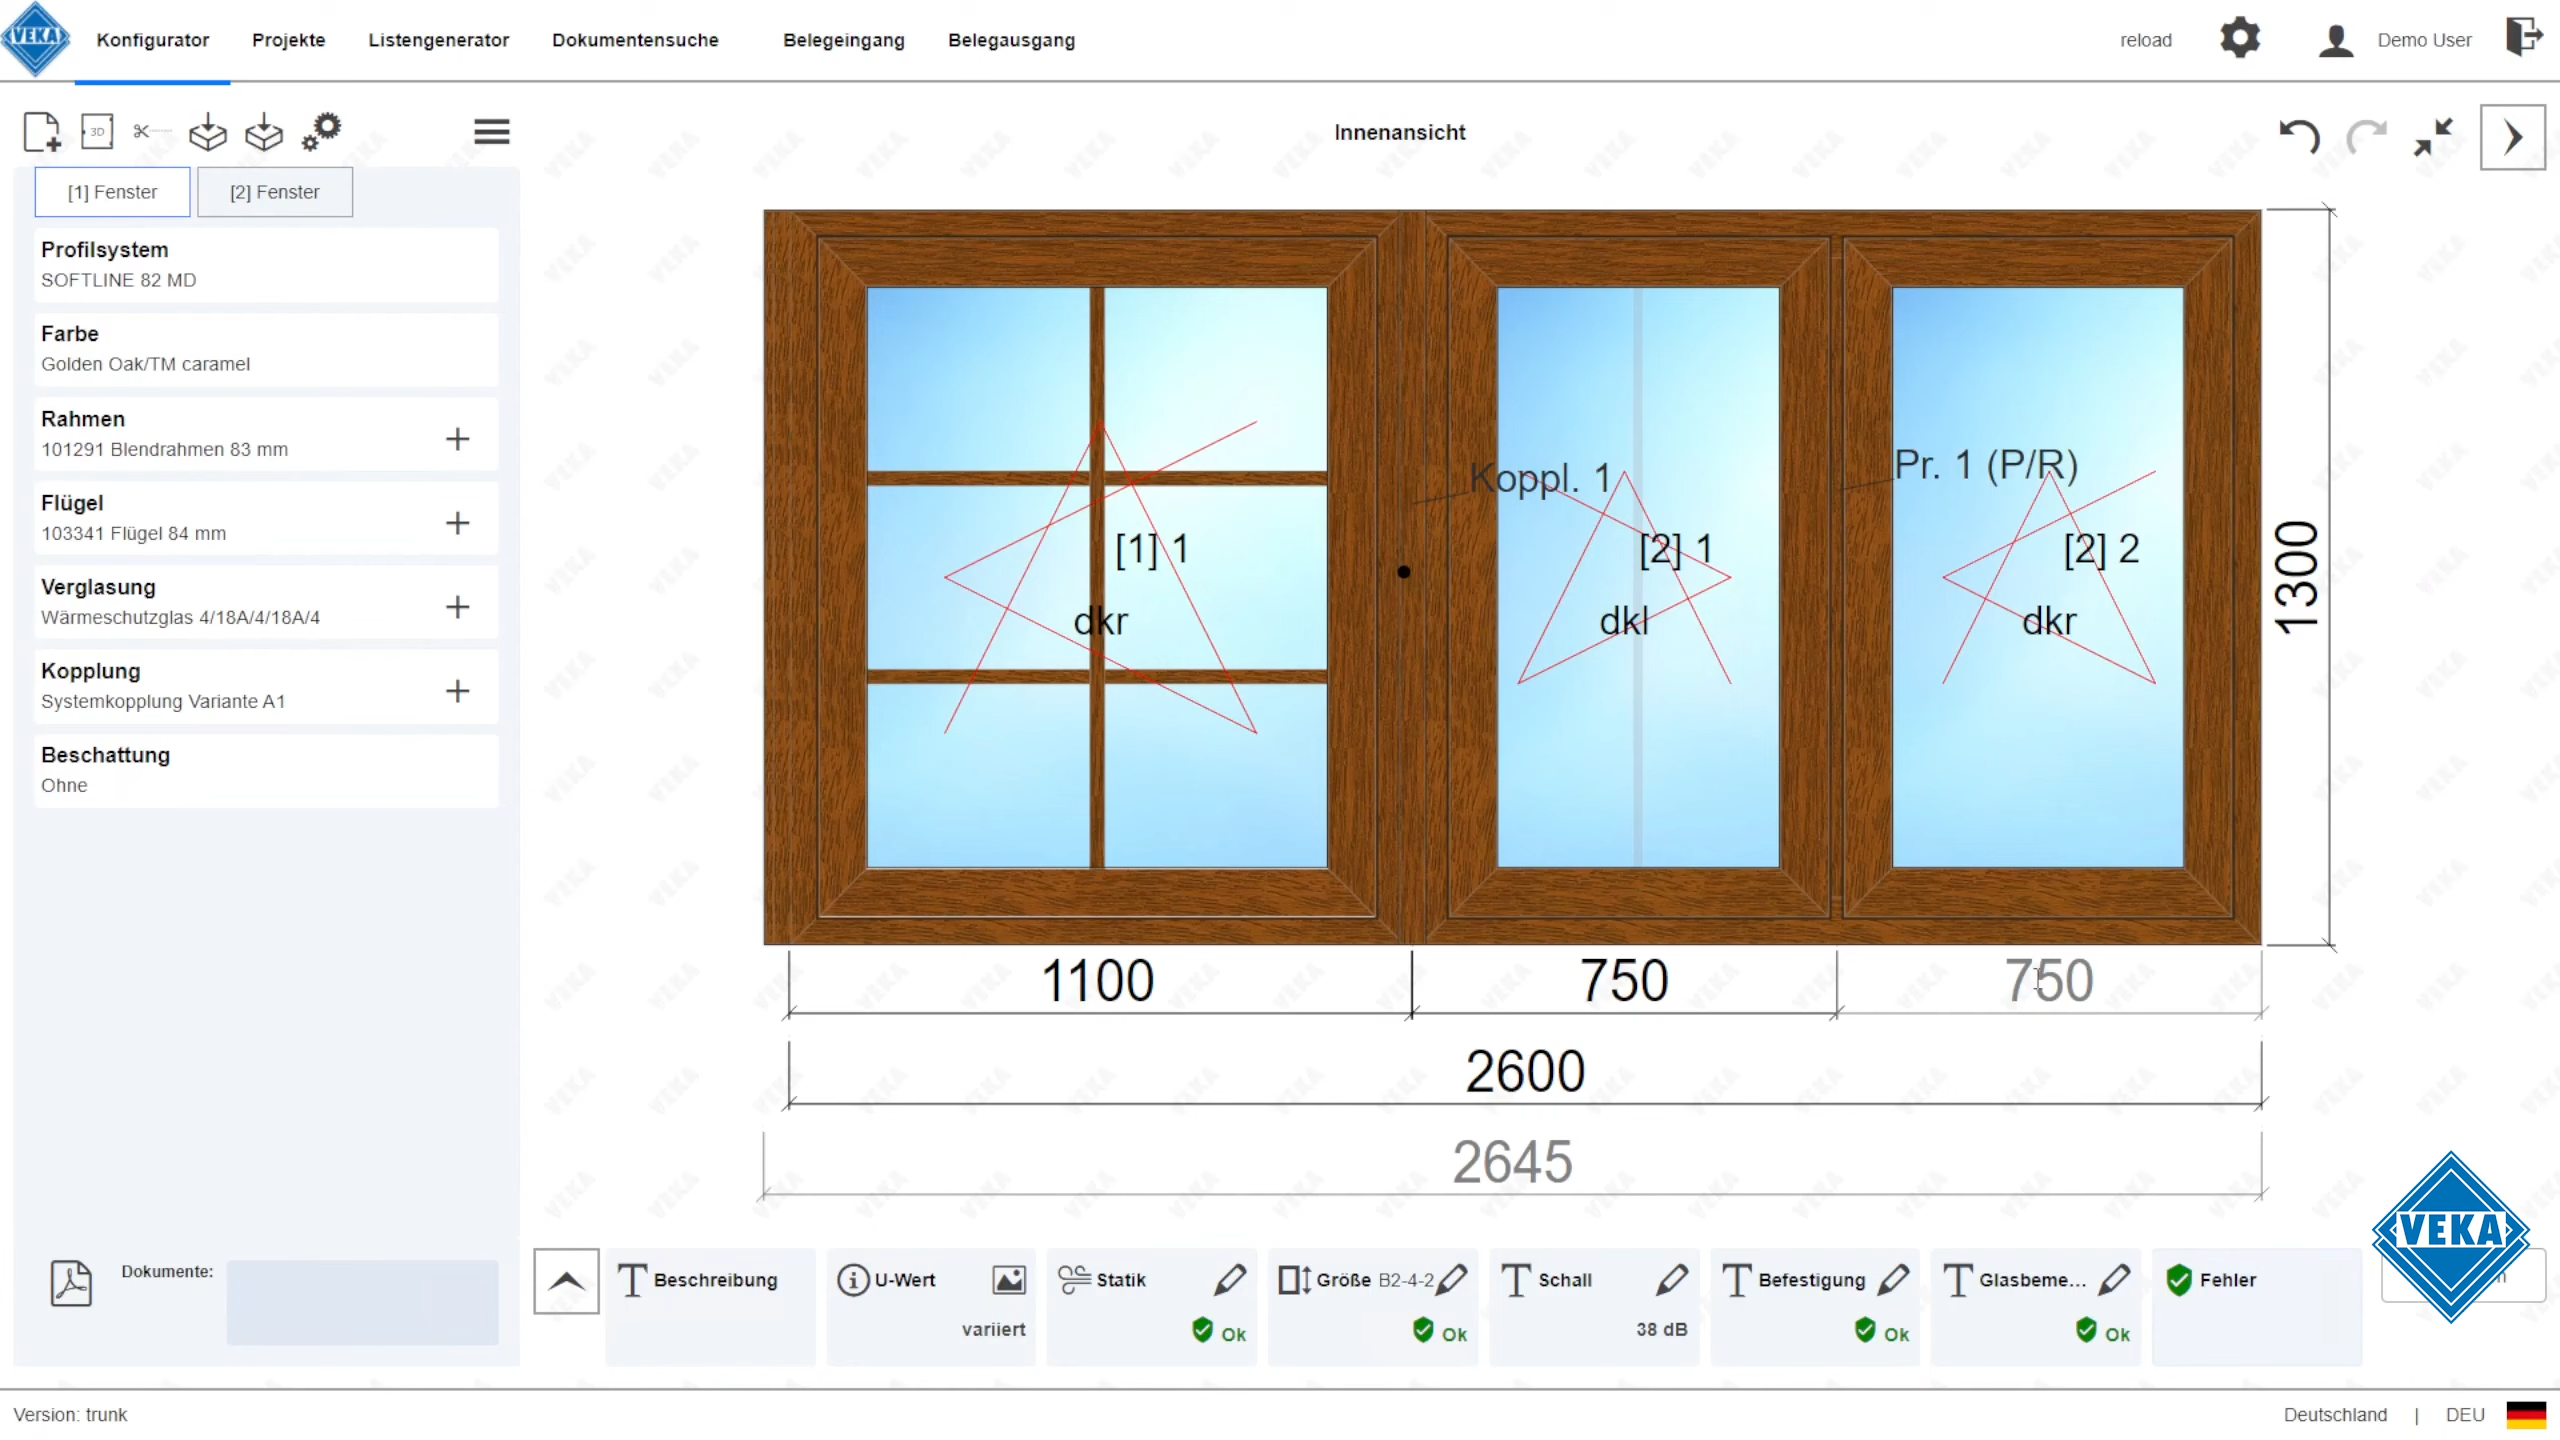 VEKA
Konfigurator Projekte Listengenerator Dokumentensuche Belegeingang Belegausgang reload Demo User
3D
Innenansicht
[1] Fenster [2] Fenster
Profilsystem
SOFTLINE 82 MD
Farbe
Golden Oak/TM caramel
Rahmen
101291 Blendrahmen 83 mm
Flügel
103341 Flügel 84 mm
Verglasung
Wärmeschutzglas 4/18A/4/18A/4
Kopplung
Systemkopplung Variante A1
Beschattung
Ohne
Koppl. 1
Pr. 1 (P/R)
[1] 1
[2] 1
[2] 2
dkr
dkl
dkr
1300
1100
750
750
2600
2645
VEKA
Dokumente:
Beschreibung
U-Wert
variiert
Statik
Ok
Größe B2-4-2
Ok
Schall
38 dB
Befestigung
Ok
Glasbeme...
Ok
Fehler
Version: trunk
Deutschland | DEU